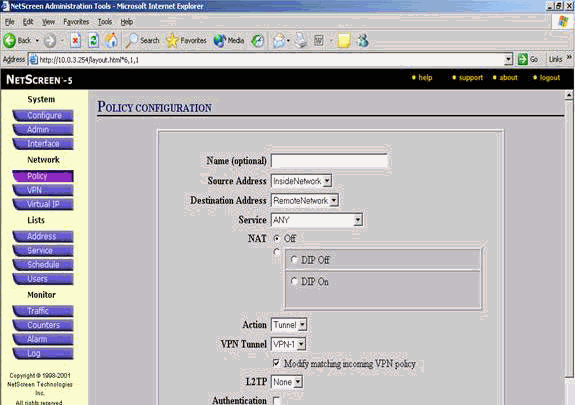 NetScreen Administration Tools - Microsoft Internet Explorer
File Edit View Favorites Tools Help
Back Search Favorites Media
Address http://10.0.3.254/layout.html*6,1,1 Go Links »
NETSCREEN™-5
help support about logout
System
Configure
Admin
Interface
Network
Policy
VPN
Virtual IP
Lists
Address
Service
Schedule
Users
Monitor
Traffic
Counters
Alarm
Log
Copyright © 1998-2001
NetScreen Technologies
Inc.
All rights reserved
POLICY CONFIGURATION
Name (optional)
Source Address InsideNetwork
Destination Address RemoteNetwork
Service ANY
NAT Off
DIP Off
DIP On
Action Tunnel
VPN Tunnel VPN-1
Modify matching incoming VPN policy
L2TP None
Authentication